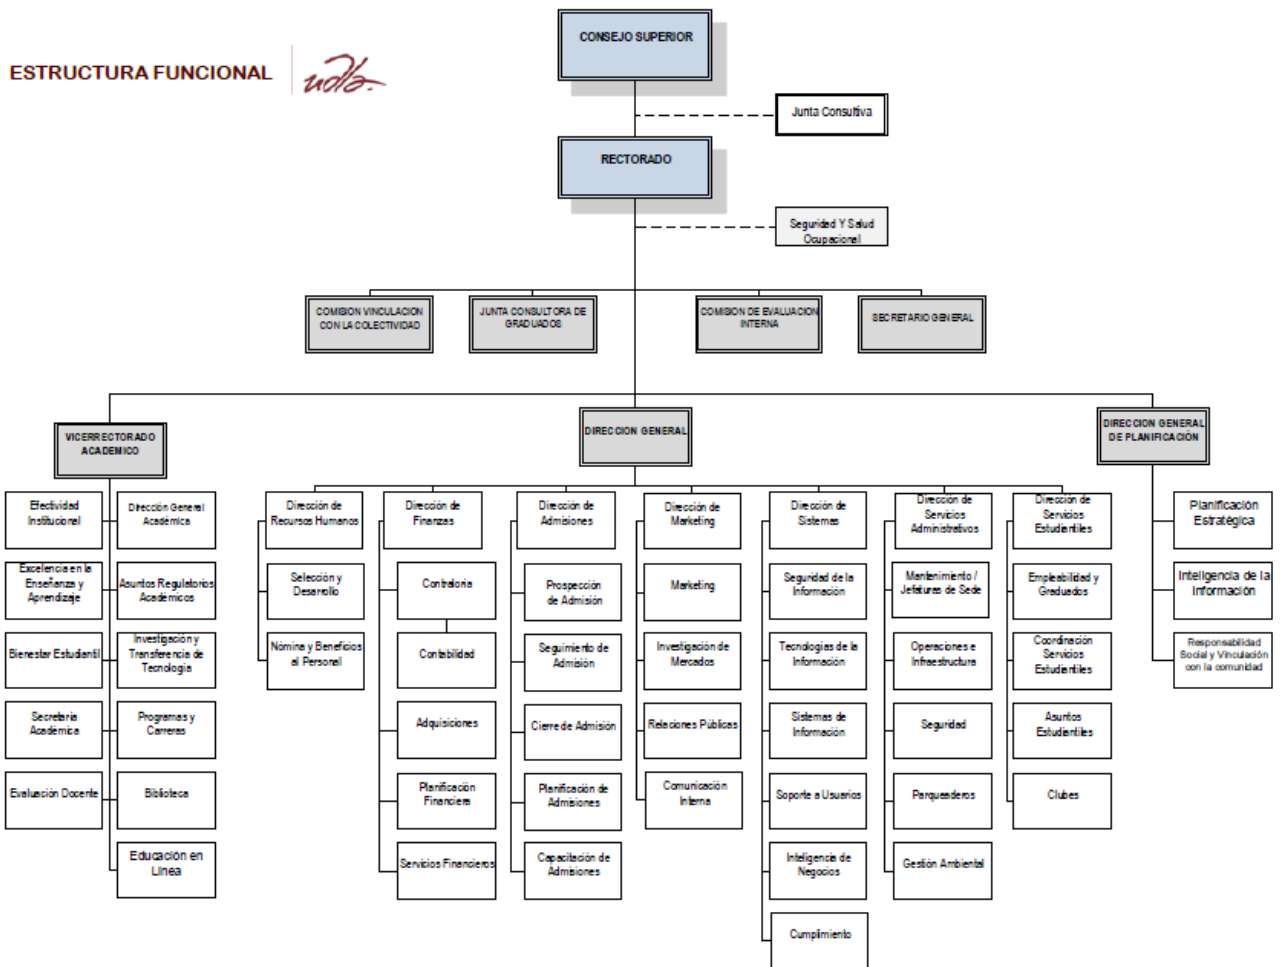 CONSEJO SUPERIOR
ESTRUCTURA FUNCIONAL
udla-
Junta Consultiva
RECTORADO
Seguridad Y Salud
Ocupacional
COMISION VINCULACION
CON LA COLECTIVIDAD
JUNTA CONSULTORA DE
GRADUADOS
COMISION DE EVALUACION
INTERNA
SECRETARIO GENERAL
VICERRECTORADO
ACADEMICO
DIRECCION GENERAL
DIRECCION GENERAL
DE PLANIFICACIÓN
Efectividad
Institucional
Dirección General
Académica
Excelencia en la
Enseñanza y
Aprendizaje
Asuntos Regulatorios
Académicos
Bienestar Estudiantil
Investigación y
Transferencia de
Tecnología
Secretaria
Académica
Programas y
Carreras
Evaluación Docente
Biblioteca
Educación en
Línea
Dirección de
Recursos Humanos
Selección y
Desarrollo
Nómina y Beneficios
al Personal
Dirección de
Finanzas
Contraloria
Contabilidad
Adquisiciones
Planificación
Financiera
Servicios Financieros
Dirección de
Admisiones
Prospección
de Admisión
Seguimiento de
Admisión
Cierre de Admisión
Planificación de
Admisiones
Capacitación de
Admisiones
Dirección de
Marketing
Marketing
Investigación de
Mercados
Relaciones Públicas
Comunicación
Interna
Dirección de
Sistemas
Seguridad de la
Información
Tecnologías de la
Información
Sistemas de
Información
Soporte a Usuarios
Inteligencia de
Negocios
Cumplimiento
Dirección de
Servicios
Administrativos
Mantenimiento /
Jefaturas de Sede
Operaciones e
Infraestructura
Seguridad
Parqueaderos
Gestión Ambiental
Dirección de
Servicios
Estudiantiles
Empleabilidad y
Graduados
Coordinación
Servicios
Estudiantiles
Asuntos
Estudiantiles
Clubes
Planificación
Estratégica
Inteligencia de la
Información
Responsabilidad
Social y Vinculación
con la comunidad